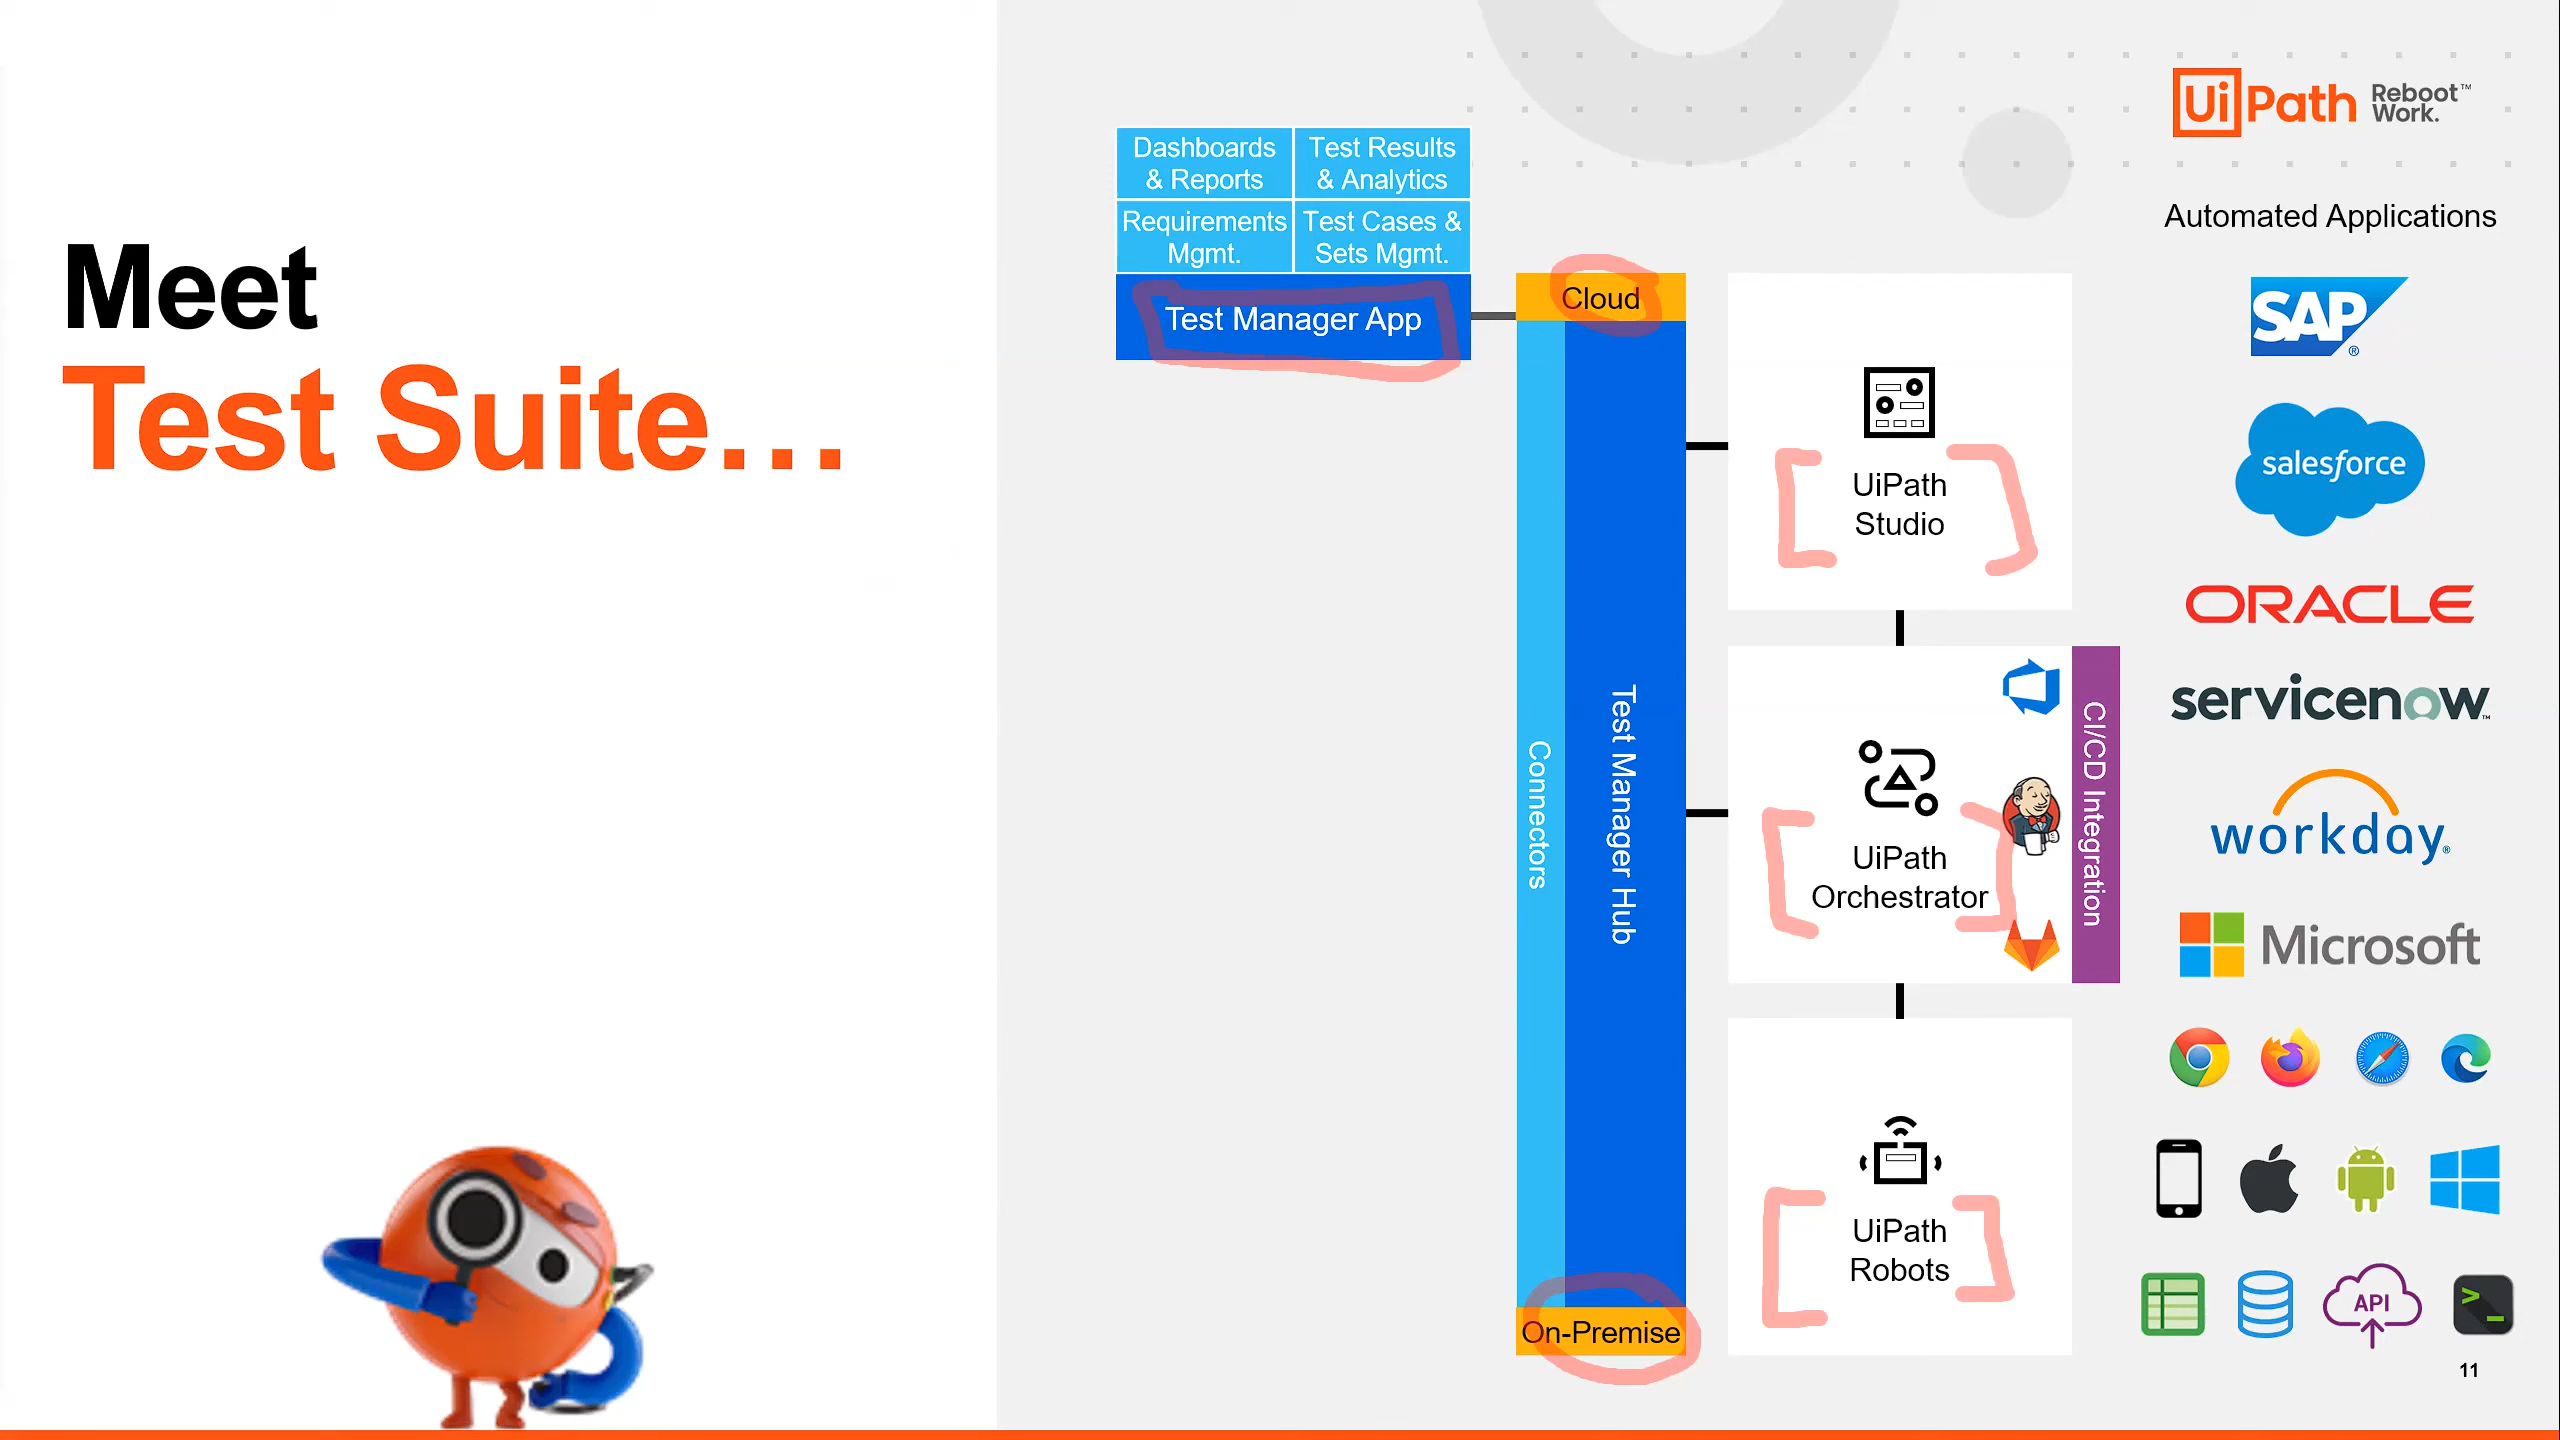 Meet
Test Suite...
Dashboards
& Reports
Test Results
& Analytics
Requirements
Mgmt.
Test Cases &
Sets Mgmt.
Test Manager App
Cloud
Connectors
Test Manager Hub
On-Premise
UiPath
Studio
UiPath
Orchestrator
CI/CD Integration
UiPath
Robots
UiPath Reboot™
Work.
Automated Applications
SAP®
salesforce
ORACLE
servicenow™
workday®
Microsoft
API
>_
11